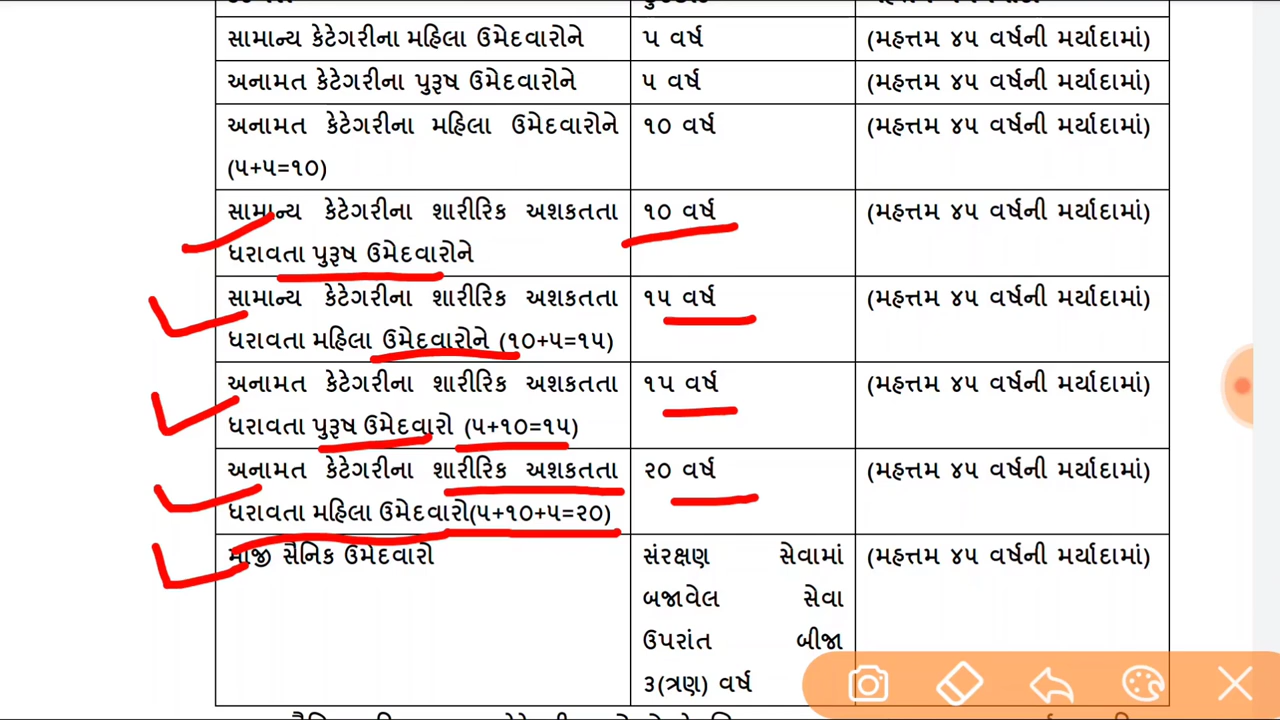 સામાન્ય કેટેગરીના મહિલા ઉમેદવારોને
૫ વર્ષ
(મહત્તમ ૪૫ વર્ષની મર્યાદામાં)
અનામત કેટેગરીના પુરૂષ ઉમેદવારોને
૫ વર્ષ
(મહત્તમ ૪૫ વર્ષની મર્યાદામાં)
અનામત કેટેગરીના મહિલા ઉમેદવારોને
(૫+૫=૧૦)
૧૦ વર્ષ
(મહત્તમ ૪૫ વર્ષની મર્યાદામાં)
સામાન્ય કેટેગરીના શારીરિક અશકતતા
ધરાવતા પુરૂષ ઉમેદવારોને
૧૦ વર્ષ
(મહત્તમ ૪૫ વર્ષની મર્યાદામાં)
સામાન્ય કેટેગરીના શારીરિક અશકતતા
ધરાવતા મહિલા ઉમેદવારોને (૧૦+૫=૧૫)
૧૫ વર્ષ
(મહત્તમ ૪૫ વર્ષની મર્યાદામાં)
અનામત કેટેગરીના શારીરિક અશકતતા
ધરાવતા પુરૂષ ઉમેદવારો (૫+૧૦=૧૫)
૧૫ વર્ષ
(મહત્તમ ૪૫ વર્ષની મર્યાદામાં)
અનામત કેટેગરીના શારીરિક અશકતતા
ધરાવતા મહિલા ઉમેદવારો(૫+૧૦+૫=૨૦)
૨૦ વર્ષ
(મહત્તમ ૪૫ વર્ષની મર્યાદામાં)
માજી સૈનિક ઉમેદવારો
સંરક્ષણ સેવામાં
બજાવેલ સેવા
ઉપરાંત બીજા
૩(ત્રણ) વર્ષ
(મહત્તમ ૪૫ વર્ષની મર્યાદામાં)